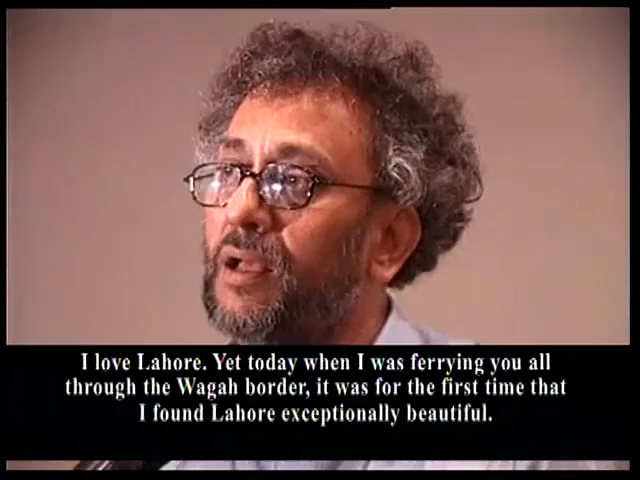 I love Lahore. Yet today when I was ferrying you all
through the Wagah border, it was for the first time that
I found Lahore exceptionally beautiful.